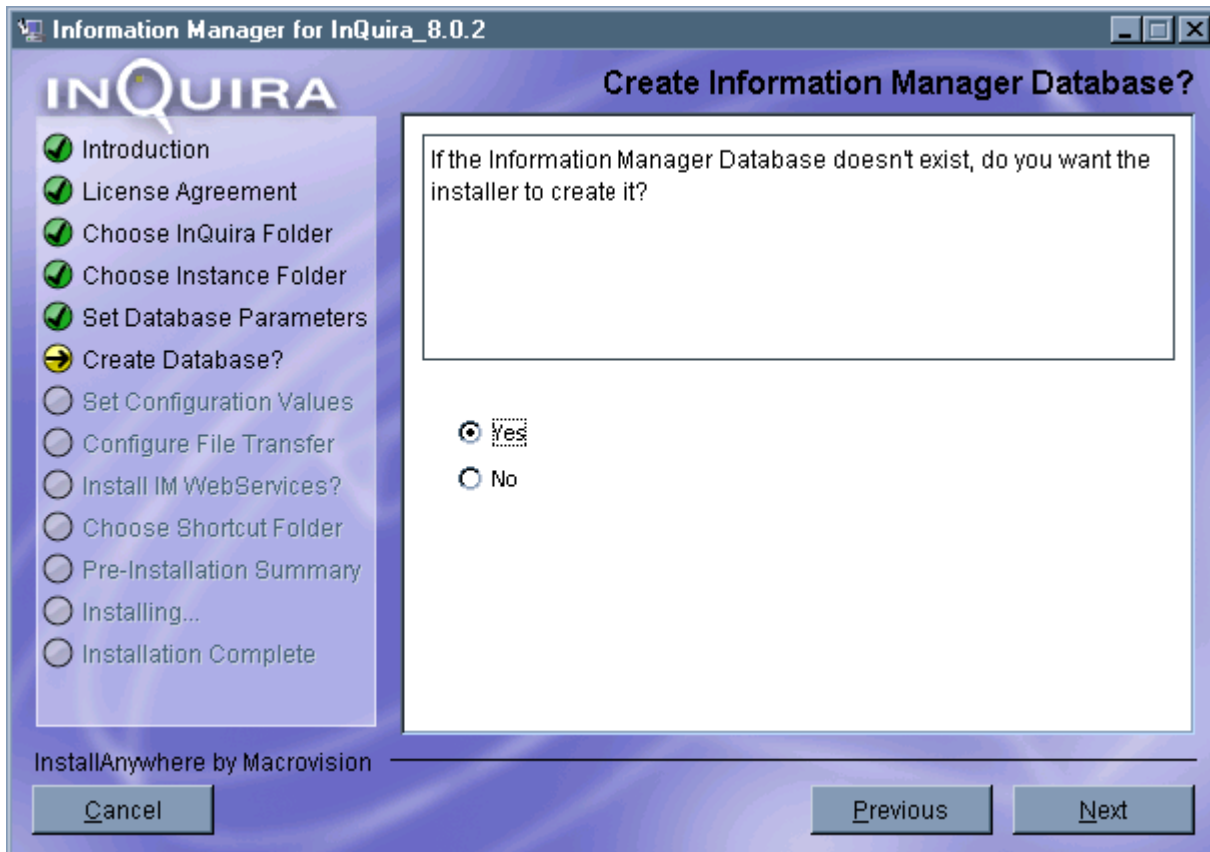 Information Manager for InQuira_8.0.2
INQUIRA
Create Information Manager Database?
Introduction
License Agreement
Choose InQuira Folder
Choose Instance Folder
Set Database Parameters
Create Database?
Set Configuration Values
Configure File Transfer
Install IM WebServices?
Choose Shortcut Folder
Pre-Installation Summary
Installing...
Installation Complete
If the Information Manager Database doesn't exist, do you want the
installer to create it?
Yes
No
InstallAnywhere by Macrovision
Cancel
Previous
Next